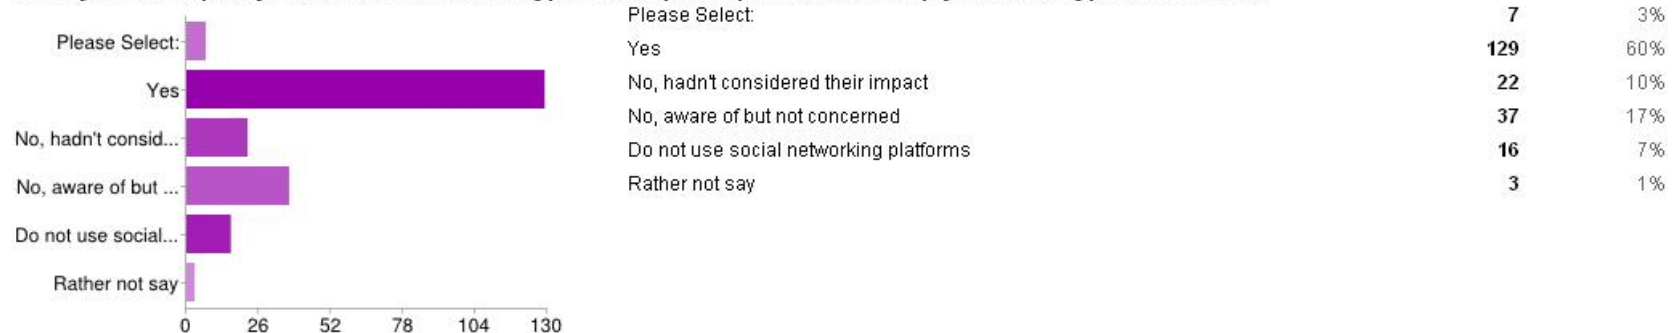 Please Select:
Yes
No, hadn't consid...
No, aware of but ...
Do not use social...
Rather not say
0 26 52 78 104 130
Please Select: 7 3%
Yes 129 60%
No, hadn't considered their impact 22 10%
No, aware of but not concerned 37 17%
Do not use social networking platforms 16 7%
Rather not say 3 1%